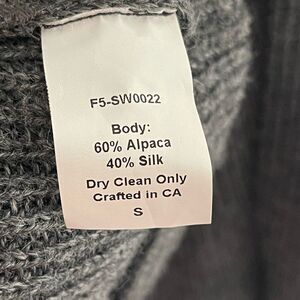 F5-SW0022
Body:
60% Alpaca
40% Silk
Dry Clean Only
Crafted in CA
S